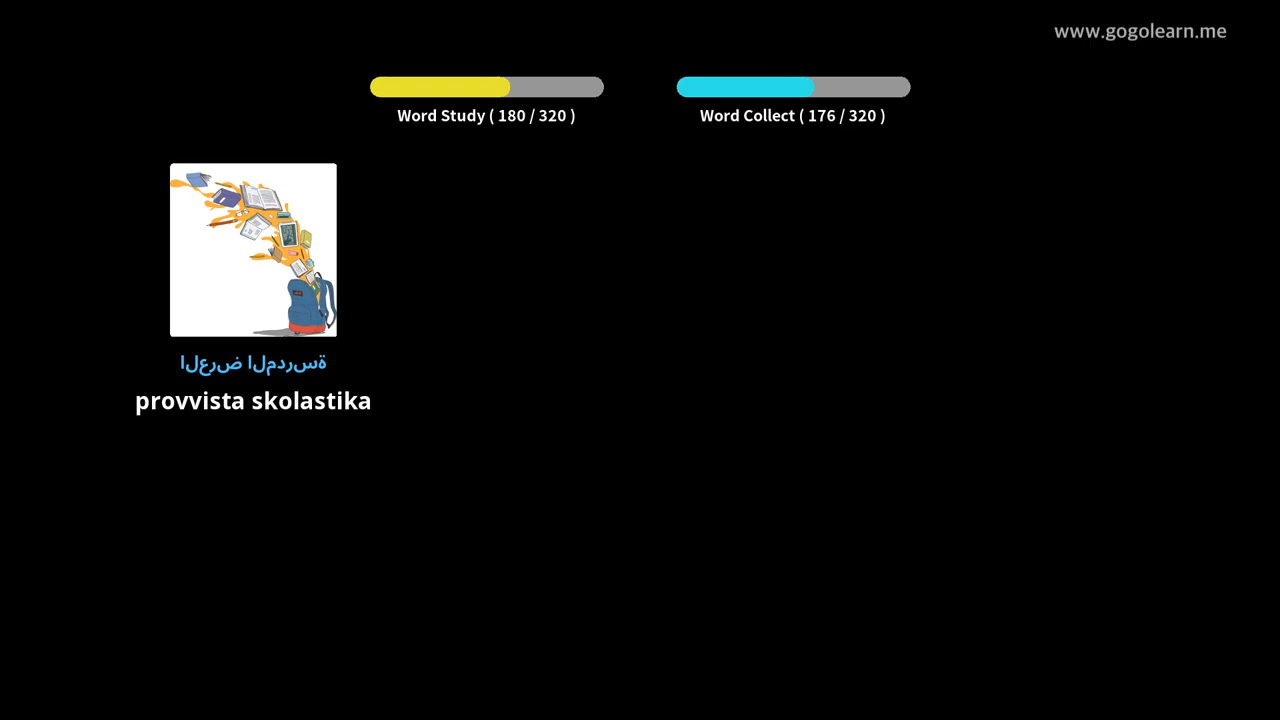 www.gogolearn.me
Word Study ( 180 / 320 )
Word Collect ( 176 / 320 )
العرض المدرسة
provvista skolastika